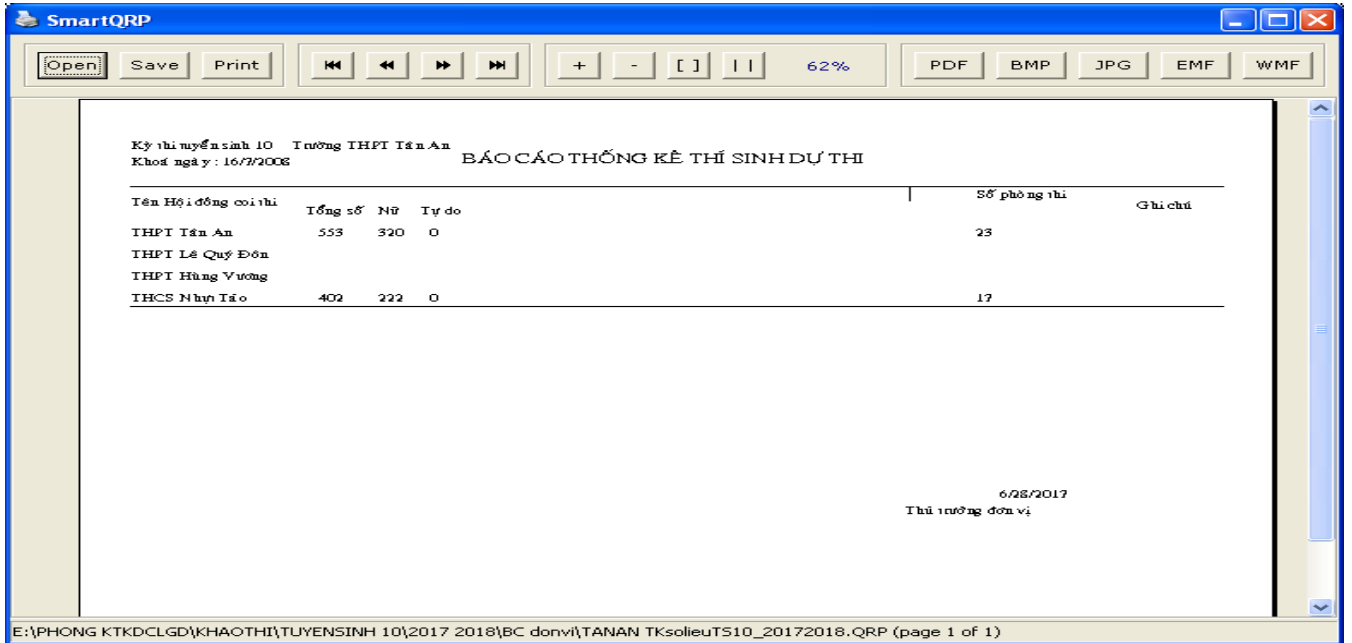 SmartQRP
Open Save Print + - [ ] | | 62% PDF BMP JPG EMF WMF
Kỳ thi tuyển sinh 10 Trường THPT Tân An
Khoá ngày : 16/7/2008
BÁO CÁO THỐNG KÊ THÍ SINH DỰ THI
Tên Hội đồng coi thi Tổng số Nữ Tự do Số phòng thi Ghi chú
THPT Tân An 553 320 0 23
THPT Lê Quý Đôn
THPT Hùng Vương
THCS Nhựt Tảo 402 222 0 17
6/28/2017
Thủ trưởng đơn vị
E:\PHONG KTKDCLGD\KHAOTHI\TUYENSINH 10\2017 2018\BC donvi\TANAN TKsolieuTS10_20172018.QRP (page 1 of 1)